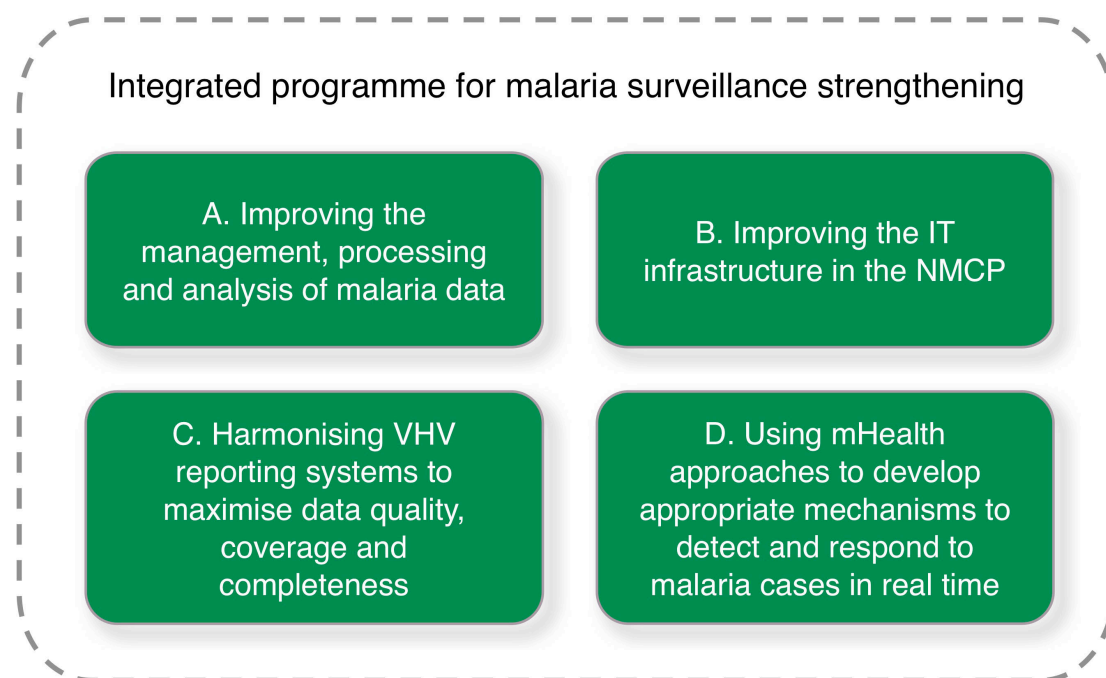 Integrated programme for malaria surveillance strengthening
A. Improving the
management, processing
and analysis of malaria data
B. Improving the IT
infrastructure in the NMCP
C. Harmonising VHV
reporting systems to
maximise data quality,
coverage and
completeness
D. Using mHealth
approaches to develop
appropriate mechanisms to
detect and respond to
malaria cases in real time